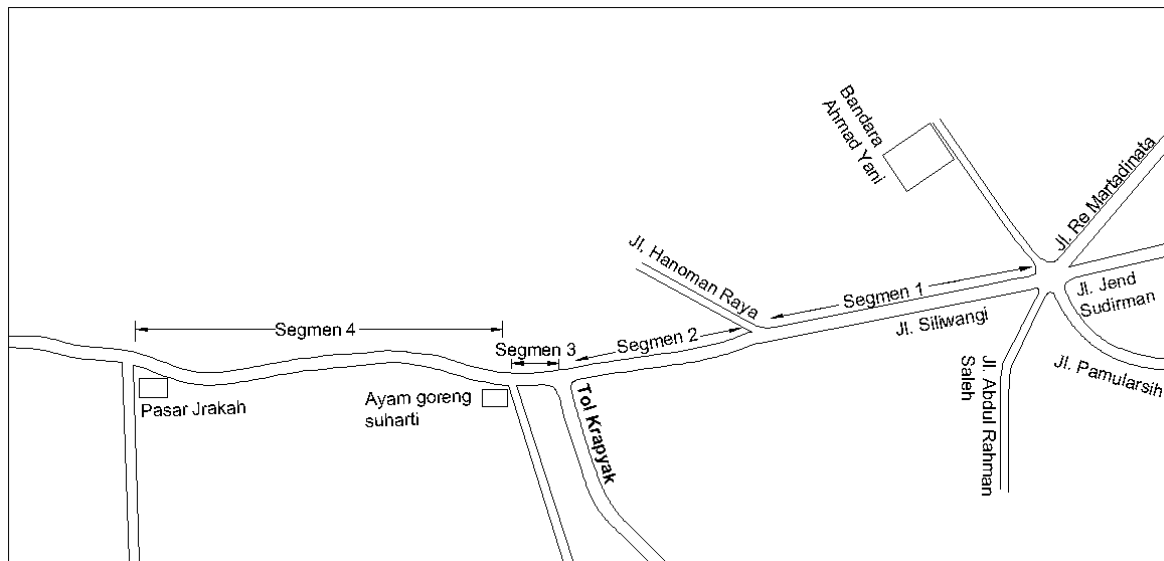 Bandara
Ahmad Yani
Jl. Re Martadinata
Jl. Hanoman Raya
Segmen 1
Jl. Jend
Sudirman
Jl. Siliwangi
Segmen 2
Segmen 4
Segmen 3
Jl. Pamularsih
Jl. Abdul Rahman
Saleh
Pasar Jrakah
Ayam goreng
suharti
Tol Krapyak